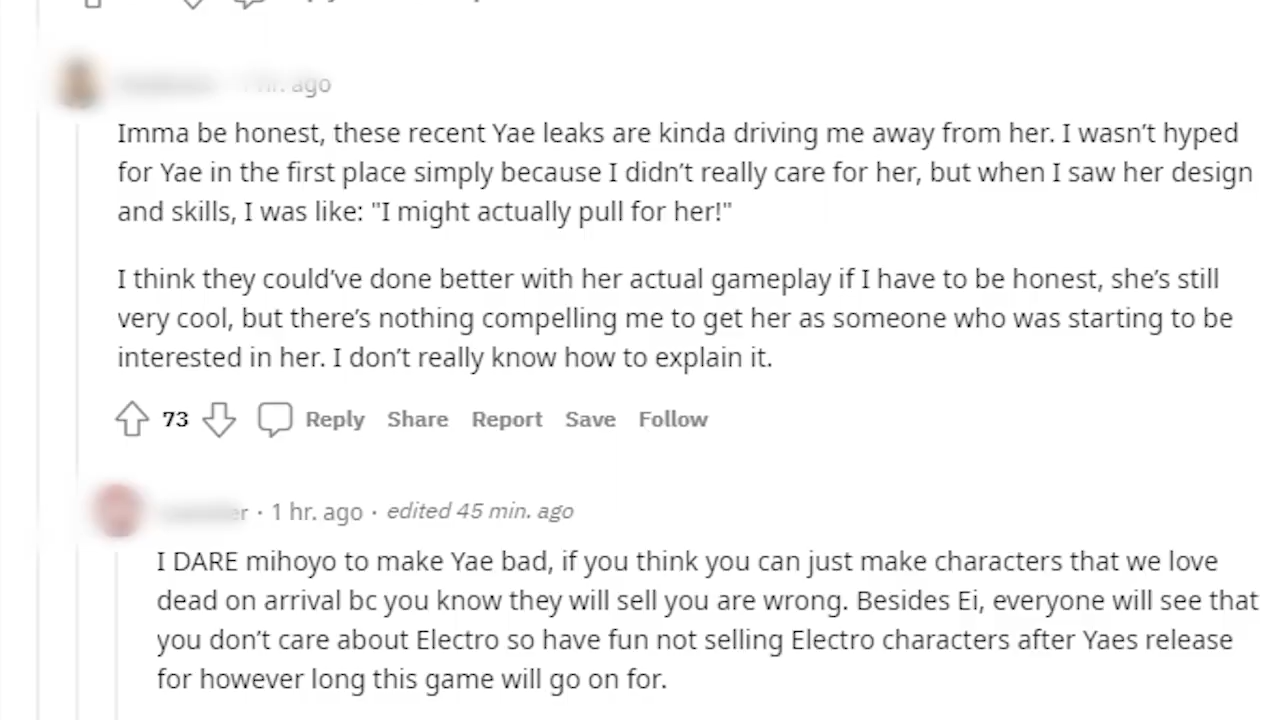 hr. ago
Imma be honest, these recent Yae leaks are kinda driving me away from her. I wasn't hyped
for Yae in the first place simply because I didn't really care for her, but when I saw her design
and skills, I was like: "I might actually pull for her!"
I think they could've done better with her actual gameplay if I have to be honest, she's still
very cool, but there's nothing compelling me to get her as someone who was starting to be
interested in her. I don't really know how to explain it.
73 Reply Share Report Save Follow
· 1 hr. ago · edited 45 min. ago
I DARE mihoyo to make Yae bad, if you think you can just make characters that we love
dead on arrival bc you know they will sell you are wrong. Besides Ei, everyone will see that
you don't care about Electro so have fun not selling Electro characters after Yaes release
for however long this game will go on for.